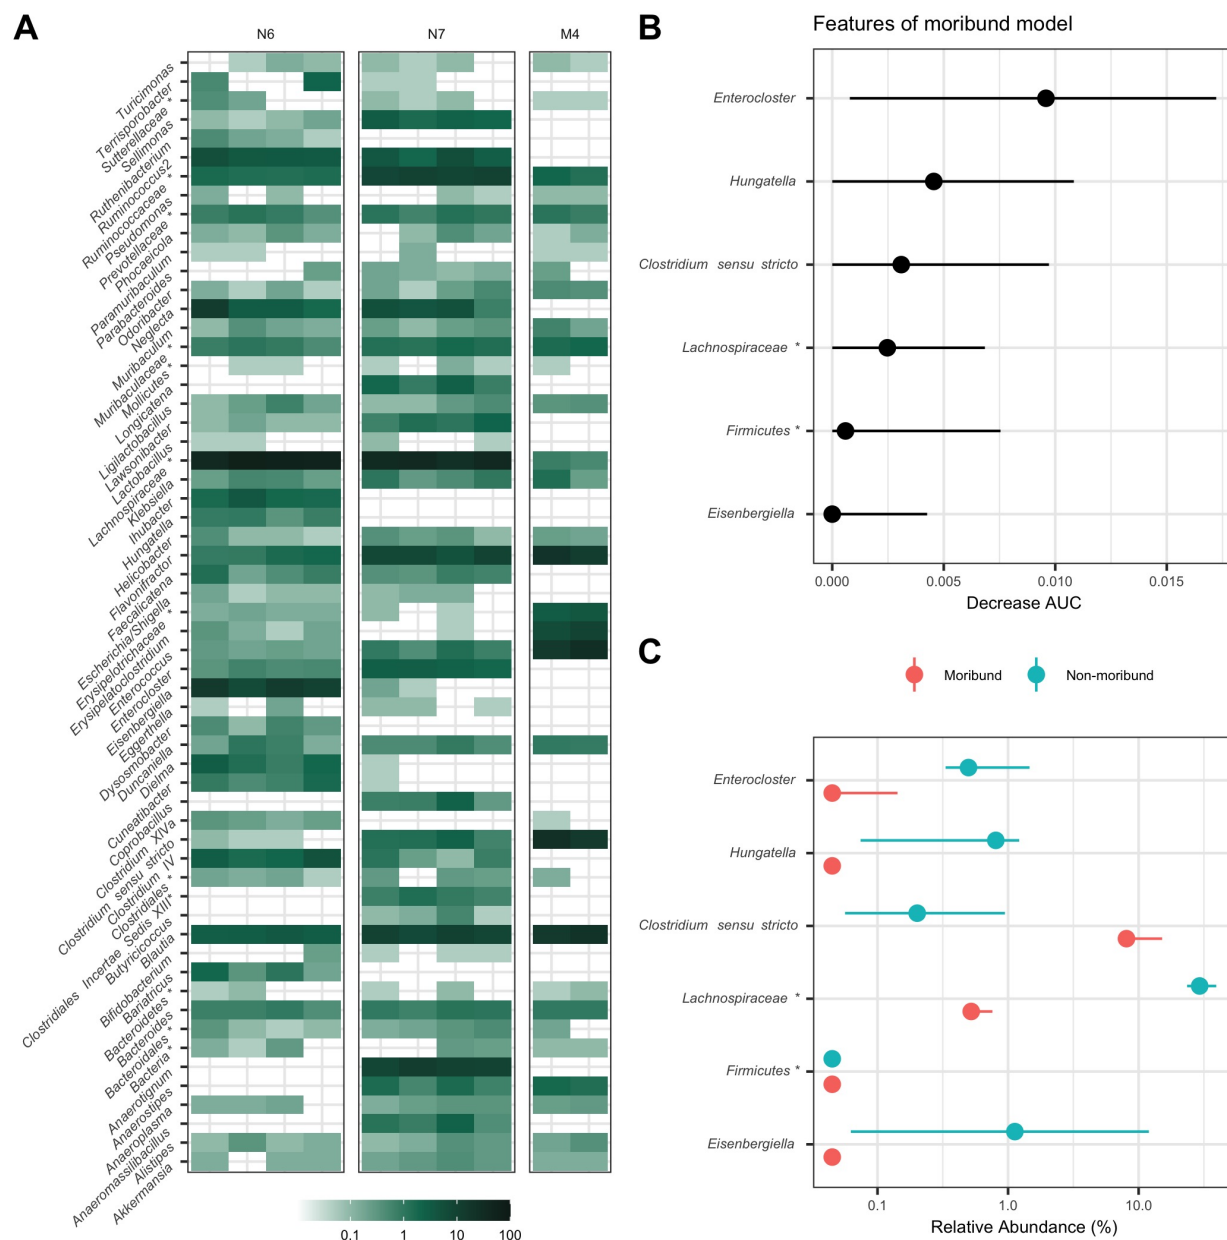 A
N6
N7
M4
Turicimonas
Terrisporobacter
Sutterellaceae *
Sellimonas
Ruthenibacterium
Ruminococcus2
Ruminococcaceae *
Pseudomonas
Prevotellaceae *
Phocaeicola
Paramuribaculum
Parabacteroides
Odoribacter
Neglecta
Muribaculum
Muribaculaceae *
Mollicutes *
Longicatena
Ligilactobacillus
Lawsonibacter
Lactobacillus
Lachnospiraceae *
Klebsiella
Ihubacter
Hungatella
Helicobacter
Flavonifractor
Faecalicatena
Escherichia/Shigella
Erysipelotrichaceae *
Erysipelatoclostridium
Enterococcus
Enterocloster
Eisenbergiella
Eggerthella
Dysosmobacter
Duncaniella
Dielma
Cuneatibacter
Coprobacillus
Clostridium XIVa
Clostridium sensu stricto
Clostridium IV
Clostridiales *
Clostridiales Incertae Sedis XIII*
Butyricicoccus
Blautia
Bifidobacterium
Bariatricus
Bacteroidetes *
Bacteroides
Bacteroidales *
Bacteria *
Anaerotignum
Anaerostipes
Anaeroplasma
Anaeromassilibacillus
Alistipes
Akkermansia
0.1 1 10 100
B
Features of moribund model
Enterocloster
Hungatella
Clostridium sensu stricto
Lachnospiraceae *
Firmicutes *
Eisenbergiella
0.000 0.005 0.010 0.015
Decrease AUC
C
Moribund Non-moribund
Enterocloster
Hungatella
Clostridium sensu stricto
Lachnospiraceae *
Firmicutes *
Eisenbergiella
0.1 1.0 10.0
Relative Abundance (%)